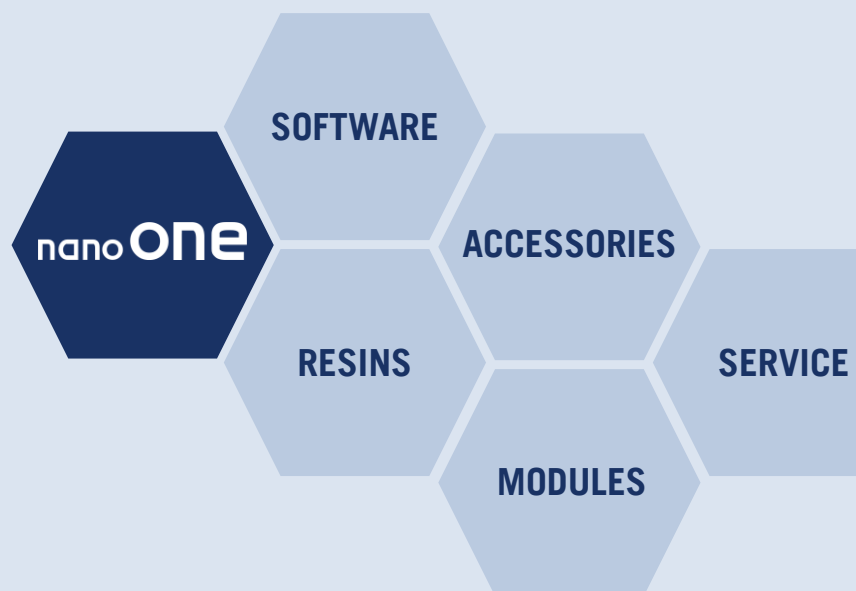 SOFTWARE
nano one
ACCESSORIES
RESINS
SERVICE
MODULES